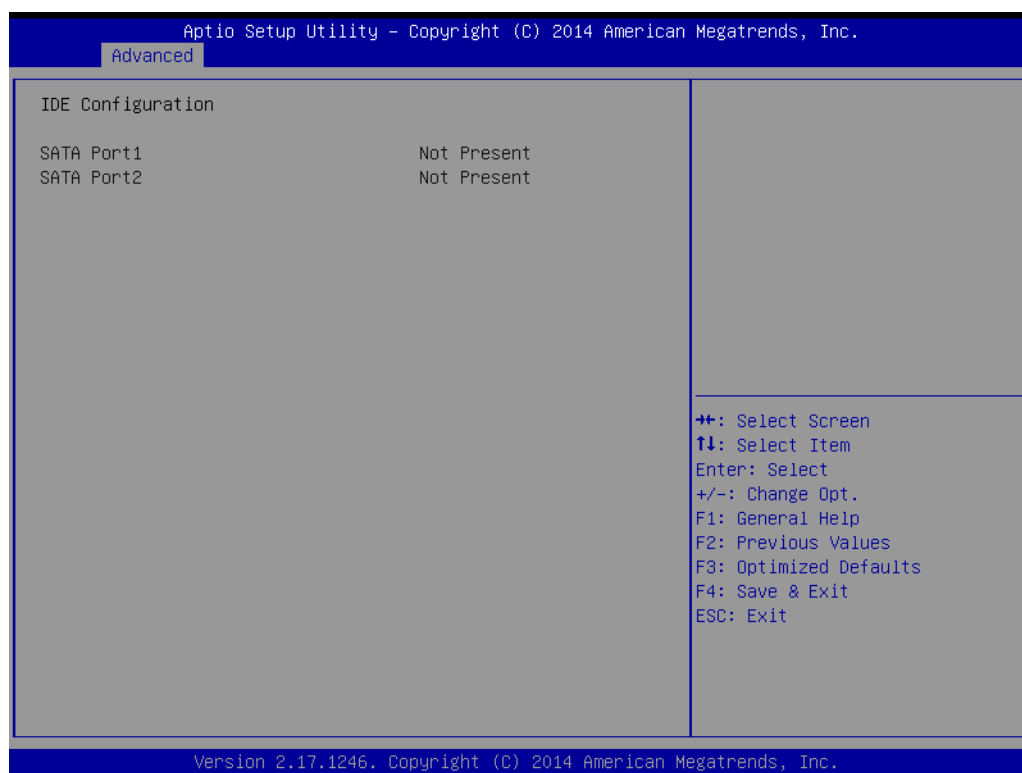 Aptio Setup Utility – Copyright (C) 2014 American Megatrends, Inc.
Advanced
IDE Configuration
SATA Port1 Not Present
SATA Port2 Not Present
→←: Select Screen
↑↓: Select Item
Enter: Select
+/-: Change Opt.
F1: General Help
F2: Previous Values
F3: Optimized Defaults
F4: Save & Exit
ESC: Exit
Version 2.17.1246. Copyright (C) 2014 American Megatrends, Inc.